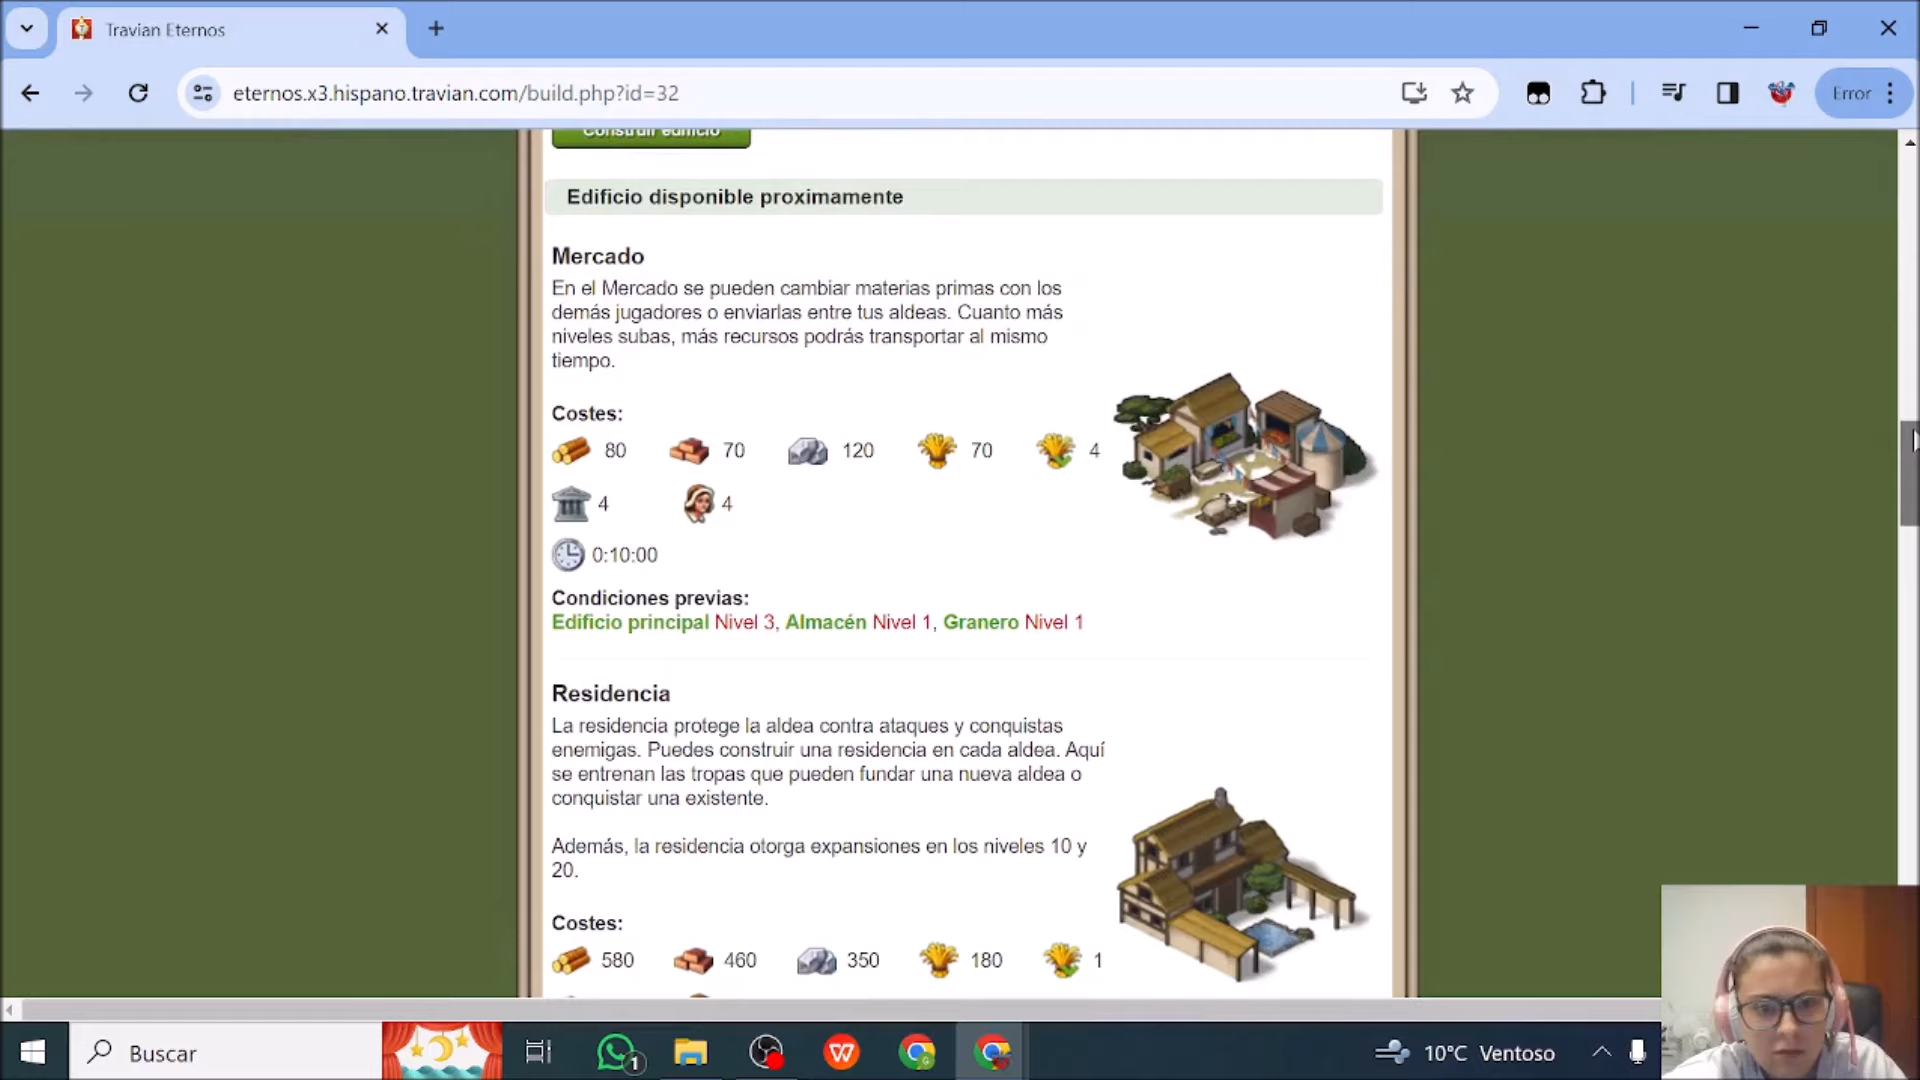 Travian Eternos
eternos.x3.hispano.travian.com/build.php?id=32
Error
Construir edificio
Edificio disponible proximamente
Mercado
En el Mercado se pueden cambiar materias primas con los
demás jugadores o enviarlas entre tus aldeas. Cuanto más
niveles subas, más recursos podrás transportar al mismo
tiempo.
Costes:
80 70 120 70 4
4 4
0:10:00
Condiciones previas:
Edificio principal Nivel 3, Almacén Nivel 1, Granero Nivel 1
Residencia
La residencia protege la aldea contra ataques y conquistas
enemigas. Puedes construir una residencia en cada aldea. Aquí
se entrenan las tropas que pueden fundar una nueva aldea o
conquistar una existente.
Además, la residencia otorga expansiones en los niveles 10 y
20.
Costes:
580 460 350 180 1
Buscar
1
10°C Ventoso